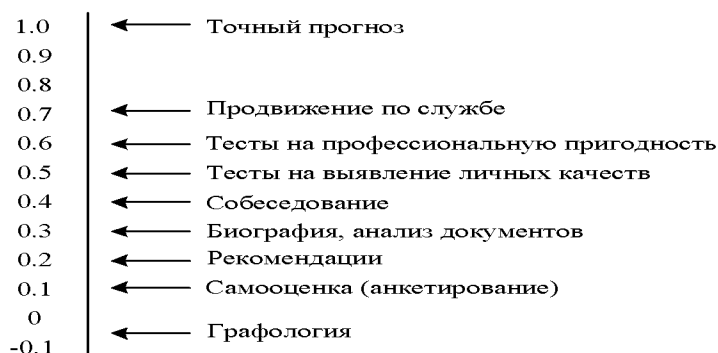 1.0 Точный прогноз
0.9
0.8
0.7 Продвижение по службе
0.6 Тесты на профессиональную пригодность
0.5 Тесты на выявление личных качеств
0.4 Собеседование
0.3 Биография, анализ документов
0.2 Рекомендации
0.1 Самооценка (анкетирование)
0
Графология
-0.1